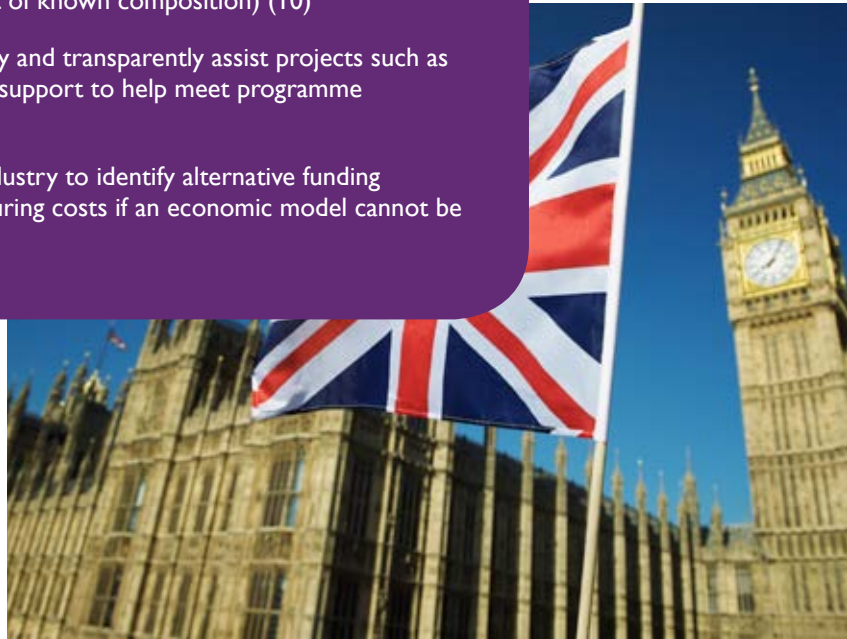 of known composition) (10)
y and transparently assist projects such as
support to help meet programme
lustry to identify alternative funding
uring costs if an economic model cannot be